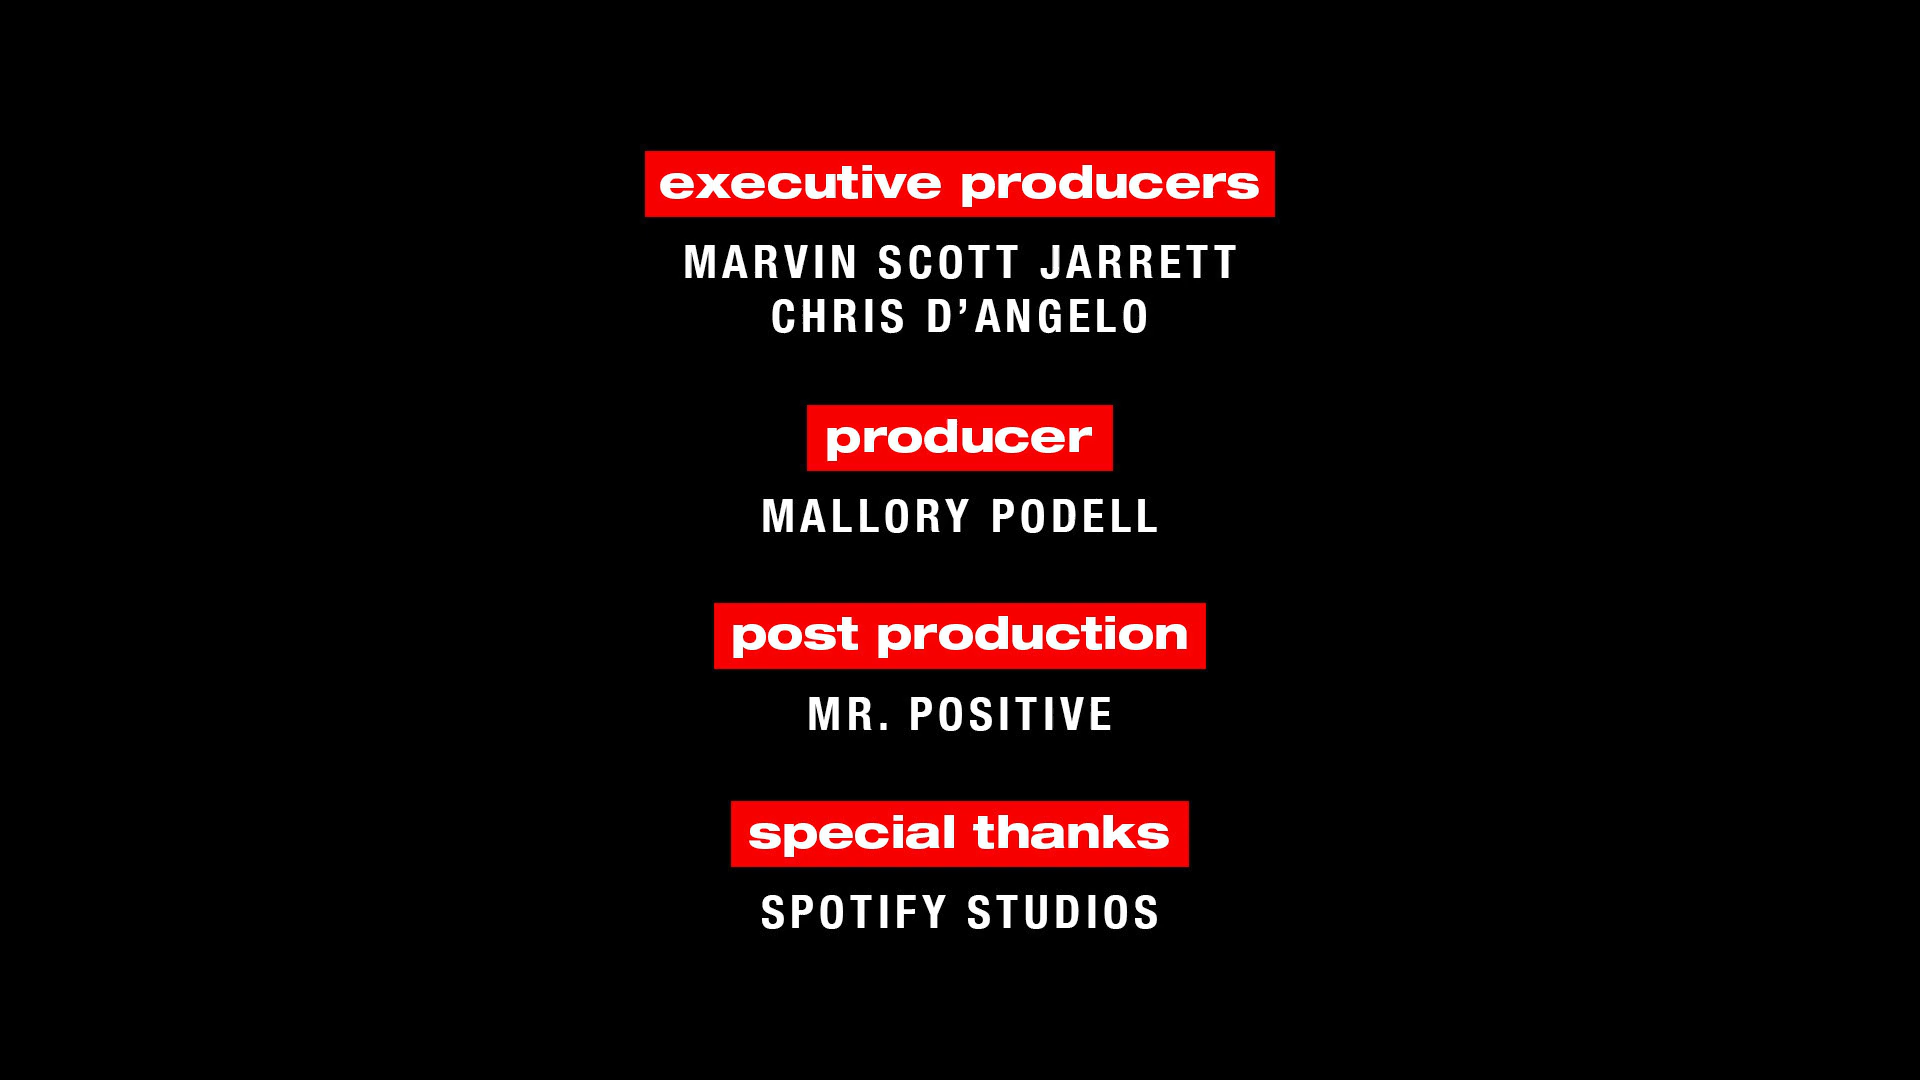 executive producers
MARVIN SCOTT JARRETT
CHRIS D’ANGELO
producer
MALLORY PODELL
post production
MR. POSITIVE
special thanks
SPOTIFY STUDIOS